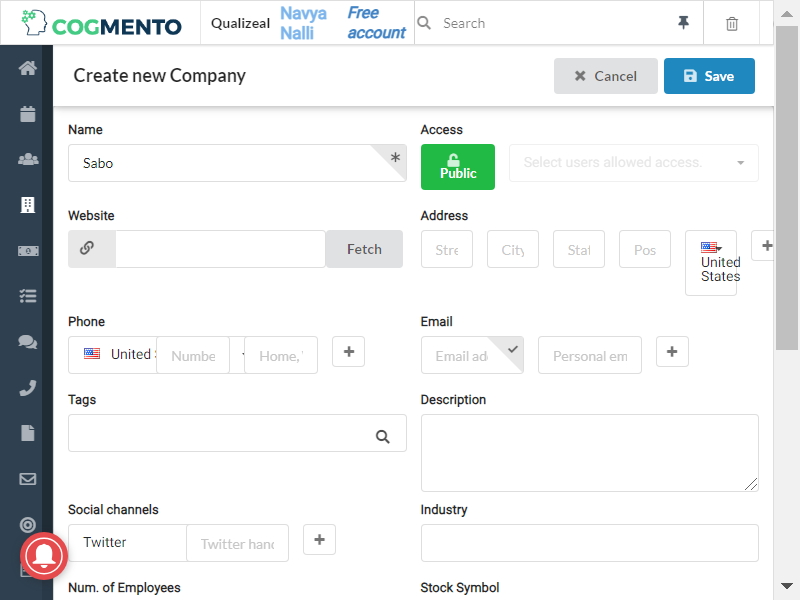 COGMENTO
Qualizeal
Navya Nalli
Free account
Search
Create new Company
Cancel
Save
Name
Access
Sabo
Public
Select users allowed access.
Website
Address
Fetch
Stre
City
Stat
Pos
United States
Phone
Email
United S
Numbe
Home,
Email ad
Personal em
Tags
Description
Social channels
Industry
Twitter
Twitter hand
Num. of Employees
Stock Symbol